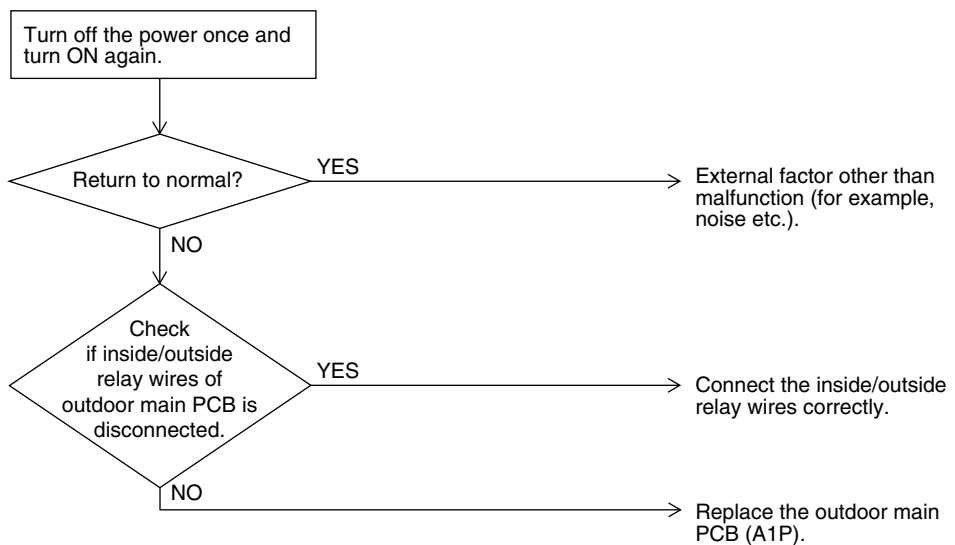 Turn off the power once and
turn ON again.
Return to normal?
YES
External factor other than
malfunction (for example,
noise etc.).
NO
Check
if inside/outside
relay wires of
outdoor main PCB is
disconnected.
YES
Connect the inside/outside
relay wires correctly.
NO
Replace the outdoor main
PCB (A1P).